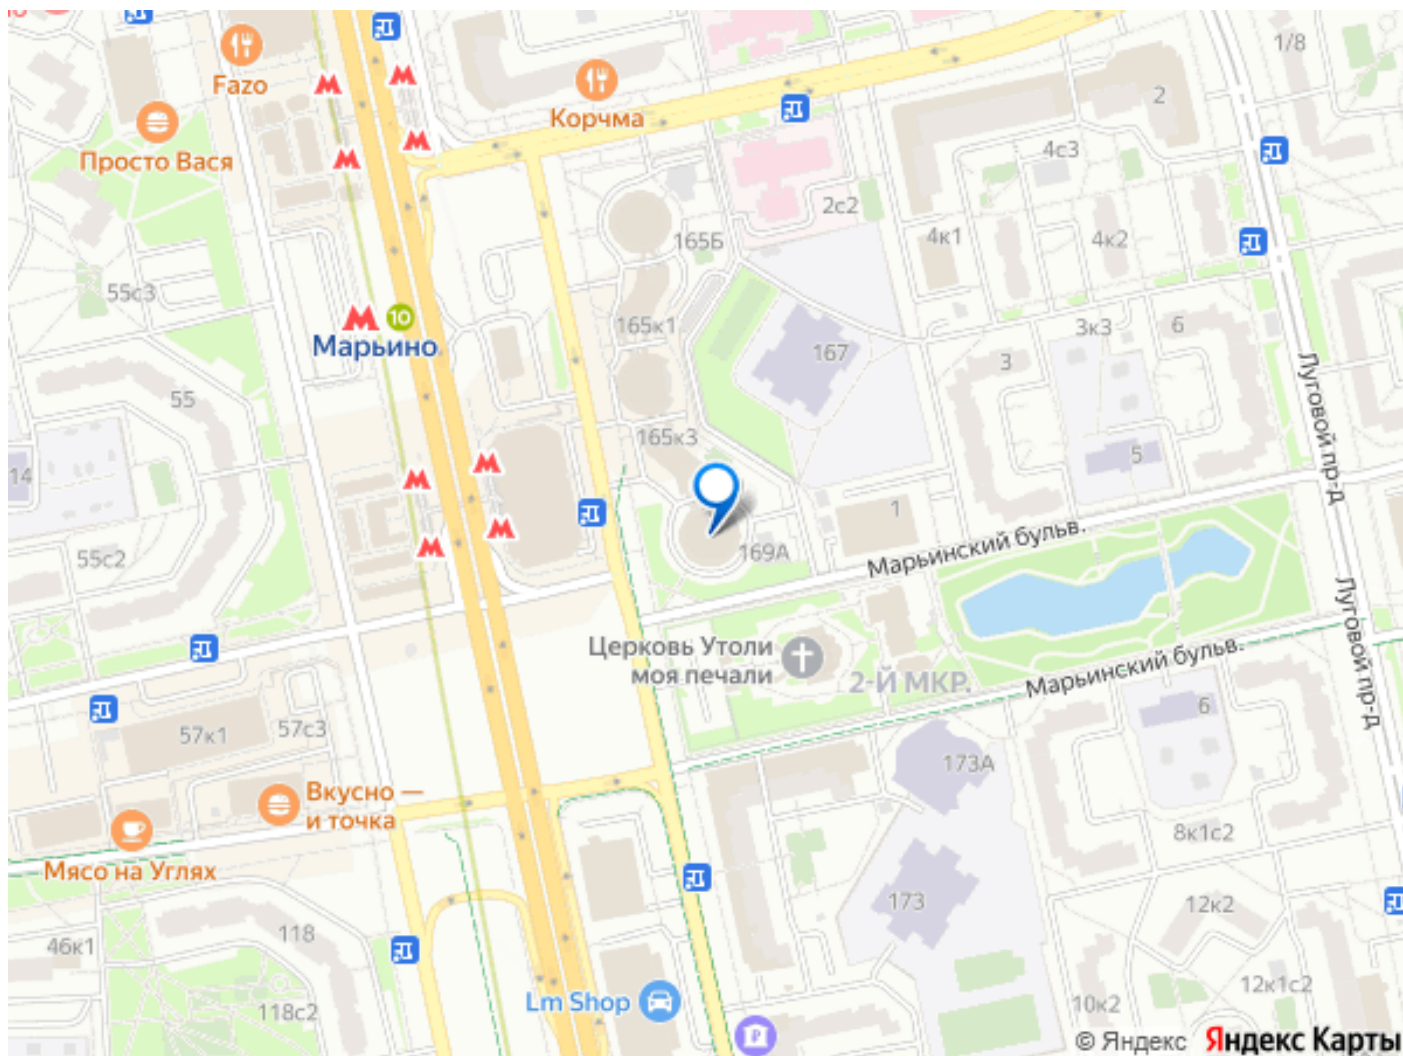 Fazo
Корчма
Просто Вася
1/8
2
4с3
2с2
4к1
4к2
165Б
55с3
10
Марьино
165к1
167
3к3
6
3
Луговой пр-д
55
165к3
14
5
1
55с2
169А
Марьинский бульв.
Луговой пр-д
Церковь Утоли
моя печали
2-Й МКР.
Марьинский бульв.
6
57к1
57с3
173А
Вкусно —
и точка
8к1с2
Мясо на Углях
173
12к2
118
46к1
12к1с2
Lm Shop
118с2
10к2
P
© Яндекс Яндекс Карты